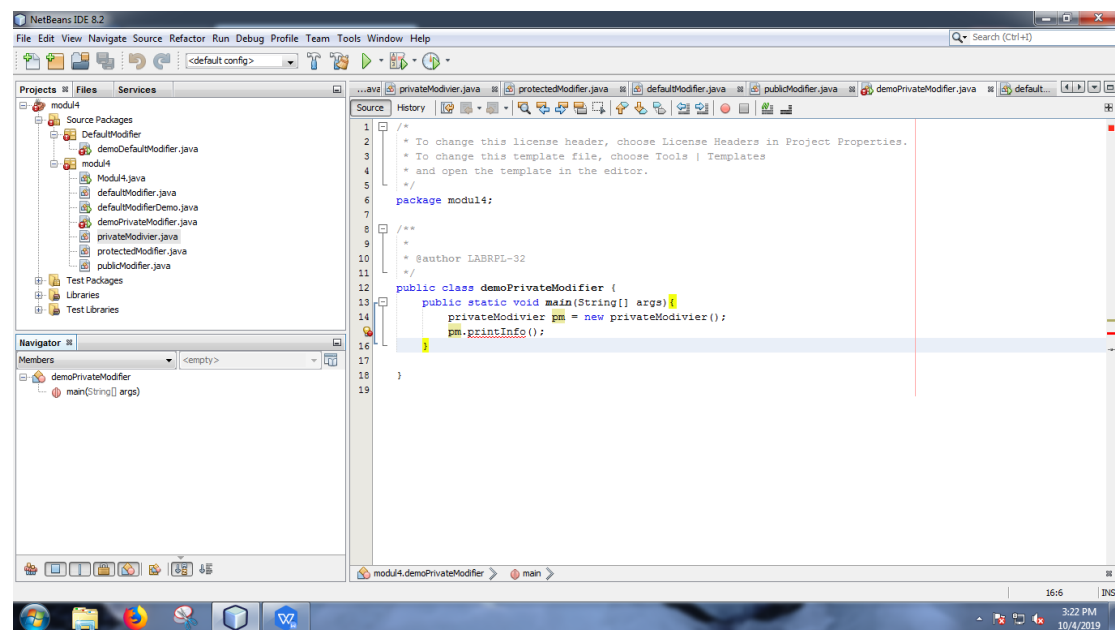 NetBeans IDE 8.2
File Edit View Navigate Source Refactor Run Debug Profile Team Tools Window Help
Search (Ctrl+I)
<default config>
Projects Files Services
modul4
Source Packages
DefaultModifier
demoDefaultModifier.java
modul4
Modul4.java
defaultModifier.java
defaultModifierDemo.java
demoPrivateModifier.java
privateModivier.java
protectedModifier.java
publicModifier.java
Test Packages
Libraries
Test Libraries
Navigator
Members <empty>
demoPrivateModifier
main(String[] args)
...ava privateModivier.java protectedModifier.java defaultModifier.java publicModifier.java demoPrivateModifier.java default...
Source History
1 /*
2 * To change this license header, choose License Headers in Project Properties.
3 * To change this template file, choose Tools | Templates
4 * and open the template in the editor.
5 */
6 package modul4;
7
8 /**
9 *
10 * @author LABRPL-32
11 */
12 public class demoPrivateModifier {
13 public static void main(String[] args){
14 privateModivier pm = new privateModivier();
pm.printInfo();
16 }
17
18 }
19
modul4.demoPrivateModifier main
16:6 INS
3:22 PM
10/4/2019